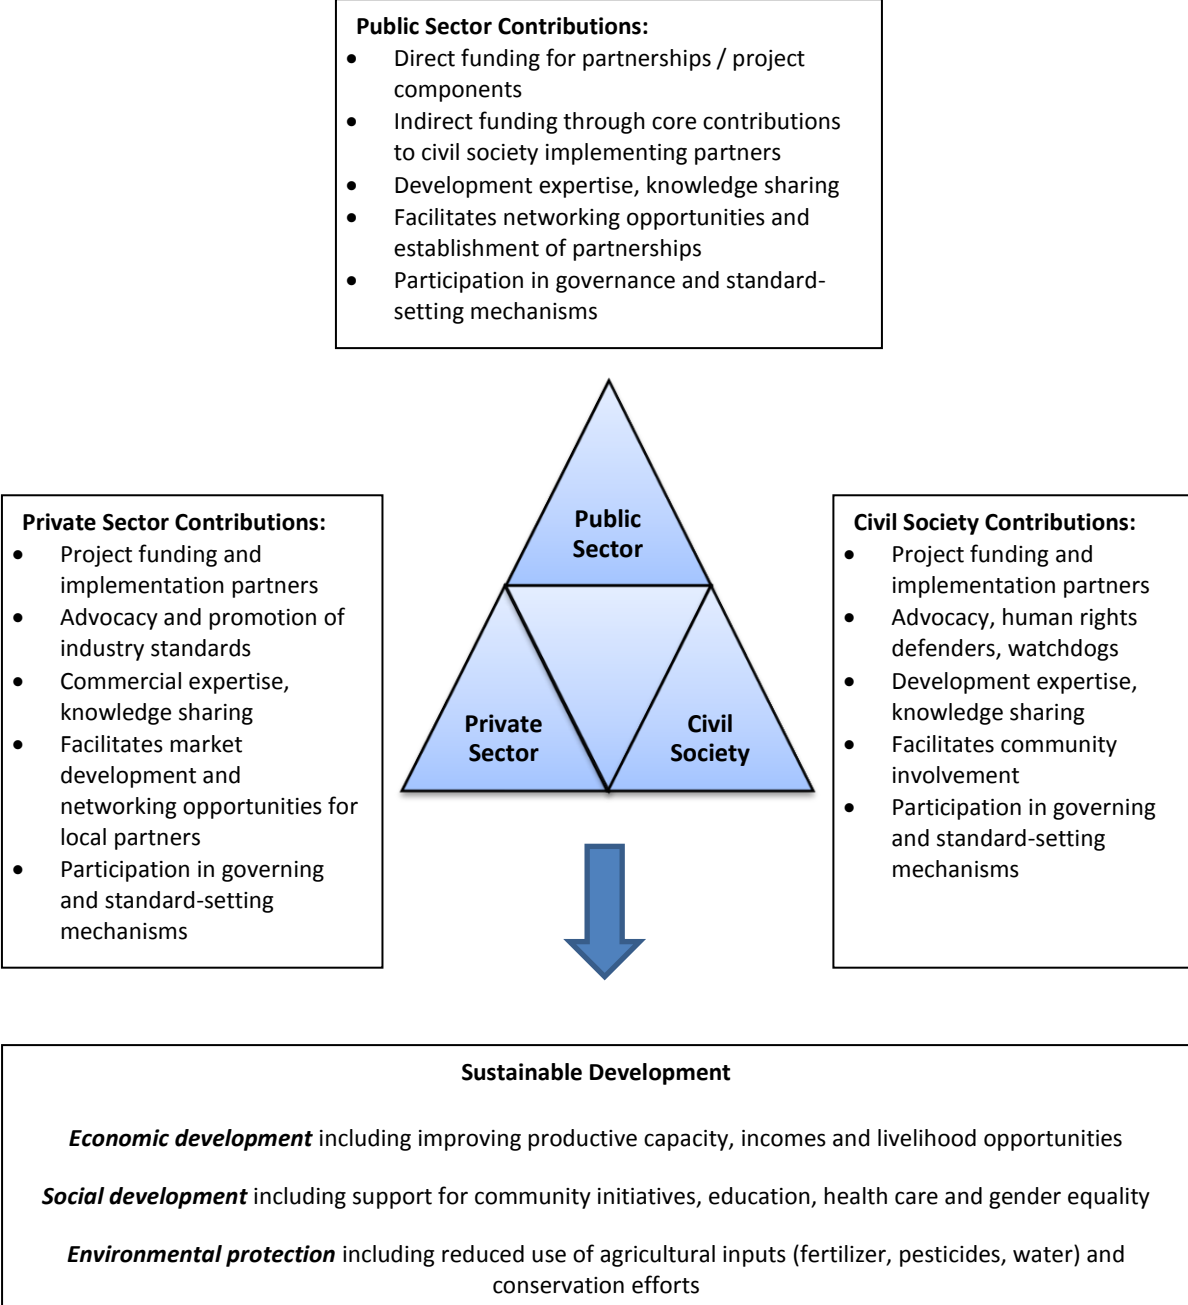 Public Sector Contributions:
• Direct funding for partnerships / project
components
• Indirect funding through core contributions
to civil society implementing partners
• Development expertise, knowledge sharing
• Facilitates networking opportunities and
establishment of partnerships
• Participation in governance and standard-
setting mechanisms
Private Sector Contributions:
• Project funding and
implementation partners
• Advocacy and promotion of
industry standards
• Commercial expertise,
knowledge sharing
• Facilitates market
development and
networking opportunities for
local partners
• Participation in governing
and standard-setting
mechanisms
Public
Sector
Private
Sector
Civil
Society
Civil Society Contributions:
• Project funding and
implementation partners
• Advocacy, human rights
defenders, watchdogs
• Development expertise,
knowledge sharing
• Facilitates community
involvement
• Participation in governing
and standard-setting
mechanisms
Sustainable Development
Economic development including improving productive capacity, incomes and livelihood opportunities
Social development including support for community initiatives, education, health care and gender equality
Environmental protection including reduced use of agricultural inputs (fertilizer, pesticides, water) and
conservation efforts